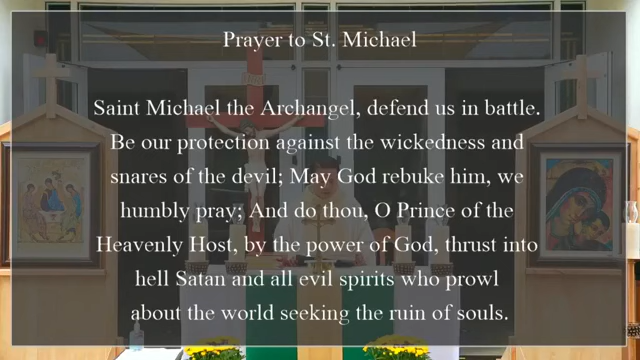 Prayer to St. Michael
Saint Michael the Archangel, defend us in battle.
Be our protection against the wickedness and
snares of the devil; May God rebuke him, we
humbly pray; And do thou, O Prince of the
Heavenly Host, by the power of God, thrust into
hell Satan and all evil spirits who prowl
about the world seeking the ruin of souls.